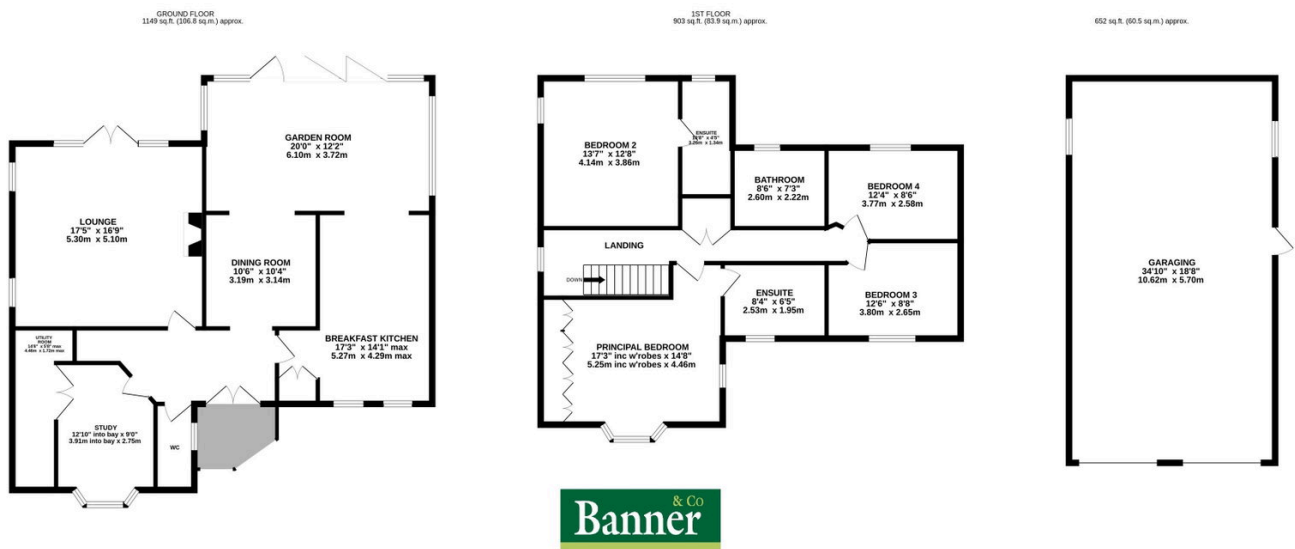 GROUND FLOOR
1149 sq.ft. (106.8 sq.m.) approx.
GARDEN ROOM
20'0" x 12'2"
6.10m x 3.72m
LOUNGE
17'5" x 16'9"
5.30m x 5.10m
DINING ROOM
10'6" x 10'4"
3.19m x 3.14m
UTILITY
ROOM
BREAKFAST KITCHEN
17'3" x 14'1" max
5.27m x 4.29m max
STUDY
12'10" into bay x 9'0"
3.91m into bay x 2.75m
WC
1ST FLOOR
903 sq.ft. (83.9 sq.m.) approx.
BEDROOM 2
13'7" x 12'8"
4.14m x 3.86m
ENSUITE
BATHROOM
8'6" x 7'3"
2.60m x 2.22m
BEDROOM 4
12'4" x 8'6"
3.77m x 2.58m
LANDING
DOWN
ENSUITE
8'4" x 6'5"
2.53m x 1.95m
BEDROOM 3
12'6" x 8'8"
3.80m x 2.65m
PRINCIPAL BEDROOM
17'3" inc w'robes x 14'8"
5.25m inc w'robes x 4.46m
652 sq.ft. (60.5 sq.m.) approx.
GARAGING
34'10" x 18'8"
10.62m x 5.70m
& Co
Banner